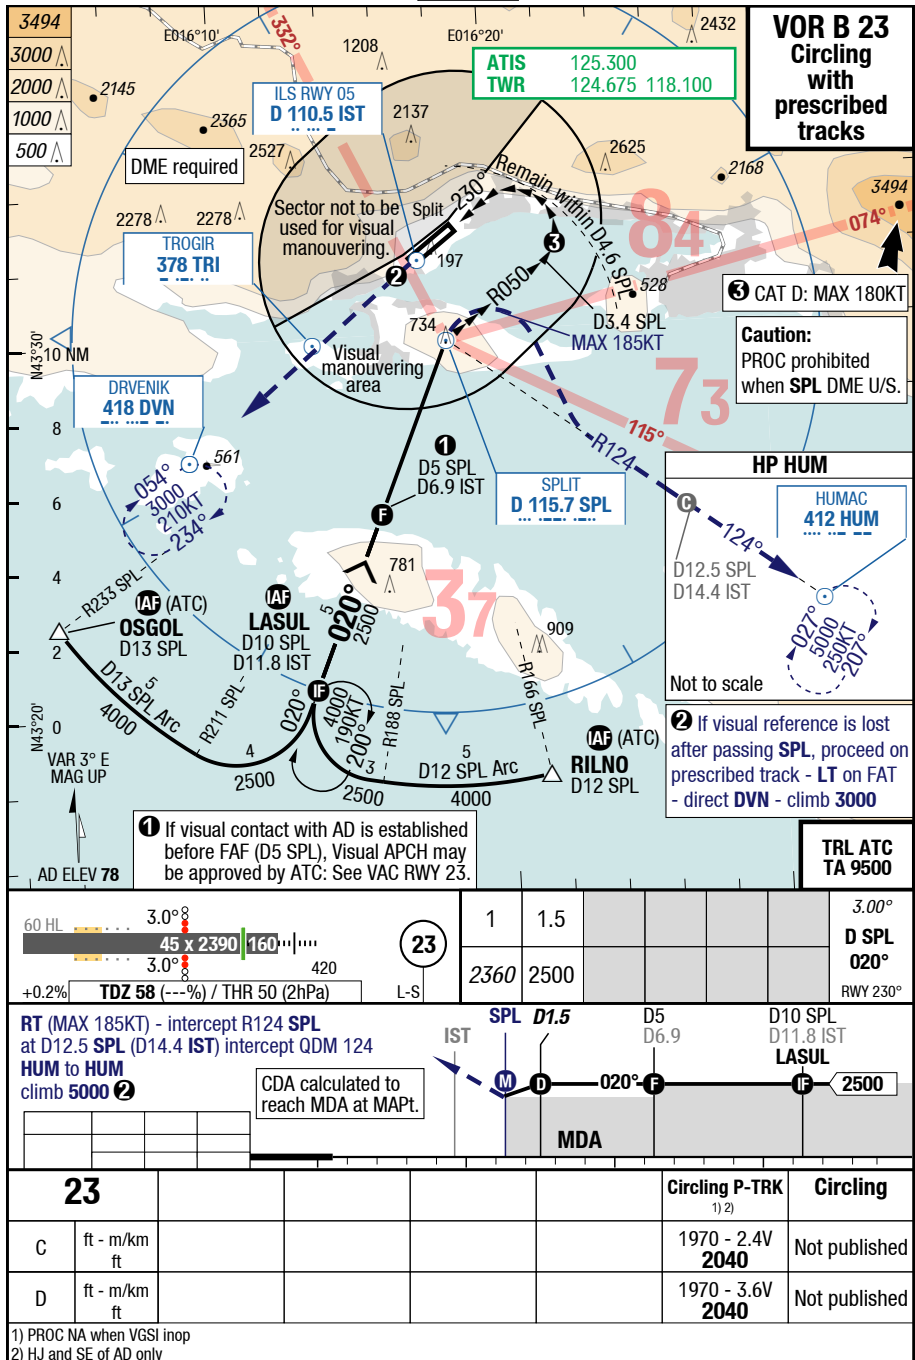 3494
3000
2000
1000
500
E016°10'
E016°20'
332°
1208
2432
ATIS 125.300
TWR 124.675 118.100
VOR B 23
Circling
with
prescribed
tracks
2145
2365
ILS RWY 05
D 110.5 IST
2137
DME required
2527
2625
2168
3494
074°
2278
2278
Sector not to be
used for visual
manouvering.
Split
230°
Remain within D4.6 SPL
84
TROGIR
378 TRI
2
197
3
R050
528
3 CAT D: MAX 180KT
734
D3.4 SPL
MAX 185KT
Caution:
PROC prohibited
when SPL DME U/S.
N43°30'
10 NM
Visual
manouvering
area
73
DRVENIK
418 DVN
8
115°
R124
1
D5 SPL
D6.9 IST
HP HUM
561
054°
3000
210KT
234°
SPLIT
D 115.7 SPL
C
HUMAC
412 HUM
6
F
124°
D12.5 SPL
D14.4 IST
4
R233 SPL
781
37
IAF (ATC)
OSGOL
D13 SPL
IAF
LASUL
D10 SPL
D11.8 IST
5
020°
2500
909
027°
5000
250KT
207°
2
D13 SPL Arc
5
4000
R211 SPL
020°
IF
4000
190KT
200°
R188 SPL
R166 SPL
Not to scale
N43°20'
0
4
2500
3
2500
5
D12 SPL Arc
4000
IAF (ATC)
RILNO
D12 SPL
2 If visual reference is lost
after passing SPL, proceed on
prescribed track - LT on FAT
- direct DVN - climb 3000
VAR 3° E
MAG UP
AD ELEV 78
1 If visual contact with AD is established
before FAF (D5 SPL), Visual APCH may
be approved by ATC: See VAC RWY 23.
TRL ATC
TA 9500
60 HL
3.0°
45 x 2390 160
3.0°
420
+0.2%
TDZ 58 (---%) / THR 50 (2hPa)
23
L-S
1 1.5
2360 2500
3.00°
D SPL
020°
RWY 230°
RT (MAX 185KT) - intercept R124 SPL
at D12.5 SPL (D14.4 IST) intercept QDM 124
HUM to HUM
climb 5000 2
CDA calculated to
reach MDA at MAPt.
IST
SPL
D1.5
D5
D6.9
D10 SPL
D11.8 IST
LASUL
M
D
020°
F
IF
2500
MDA
23
Circling P-TRK
1) 2)
Circling
C
ft - m/km
ft
1970 - 2.4V
2040
Not published
D
ft - m/km
ft
1970 - 3.6V
2040
Not published
1) PROC NA when VGSI inop
2) HJ and SE of AD only